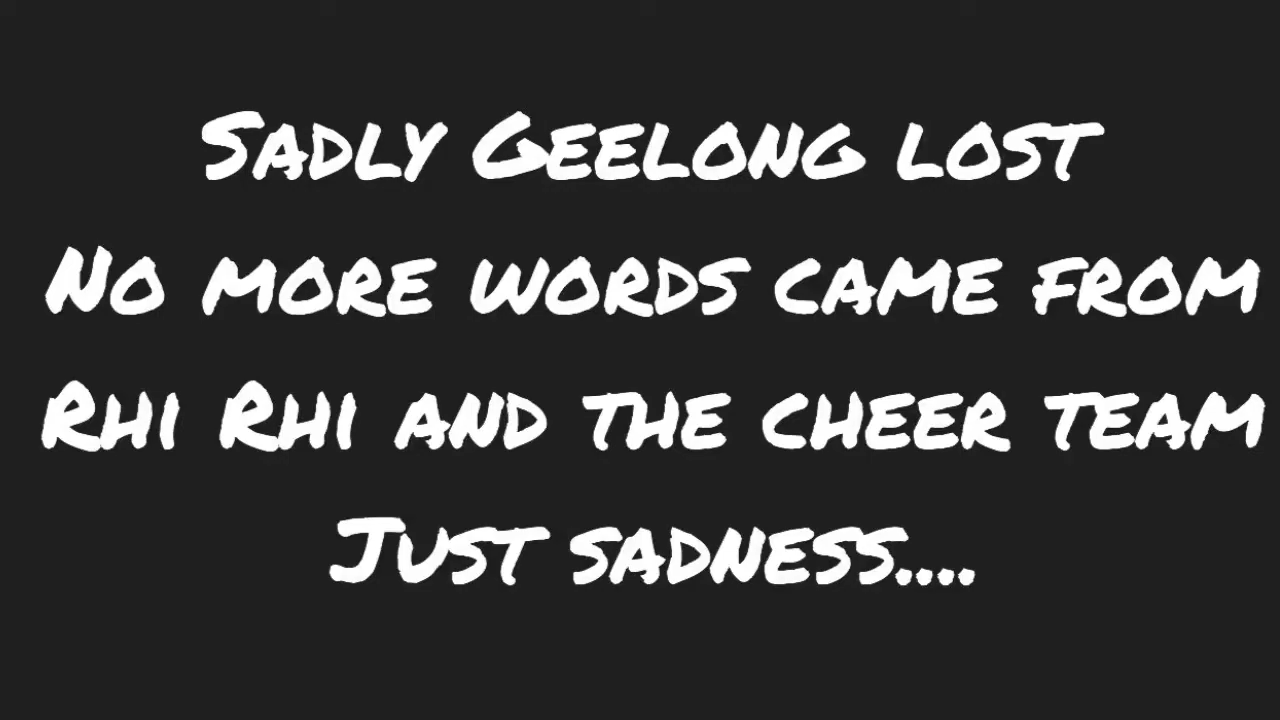 Sadly Geelong lost
No more words came from
Rhi Rhi and the cheer team
Just sadness....